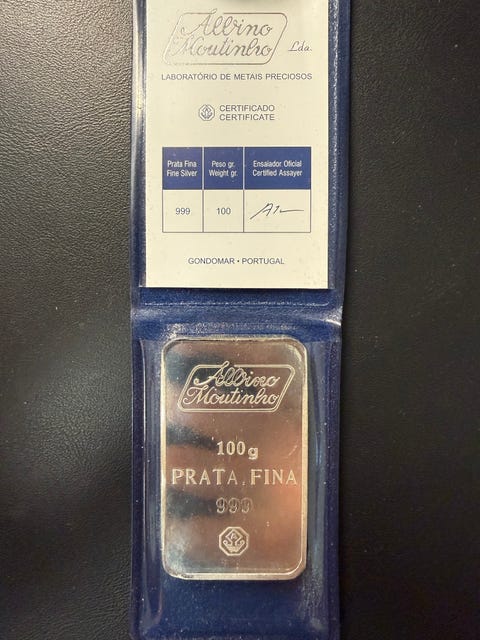 Albino
Moutinho Lda.
LABORATÓRIO DE METAIS PRECIOSOS
CERTIFICADO
CERTIFICATE
Prata Fina Peso gr. Ensaiador Oficial
Fine Silver Weight gr. Certified Assayer
999 100
GONDOMAR • PORTUGAL
Albino
Moutinho
100g
PRATA FINA
999